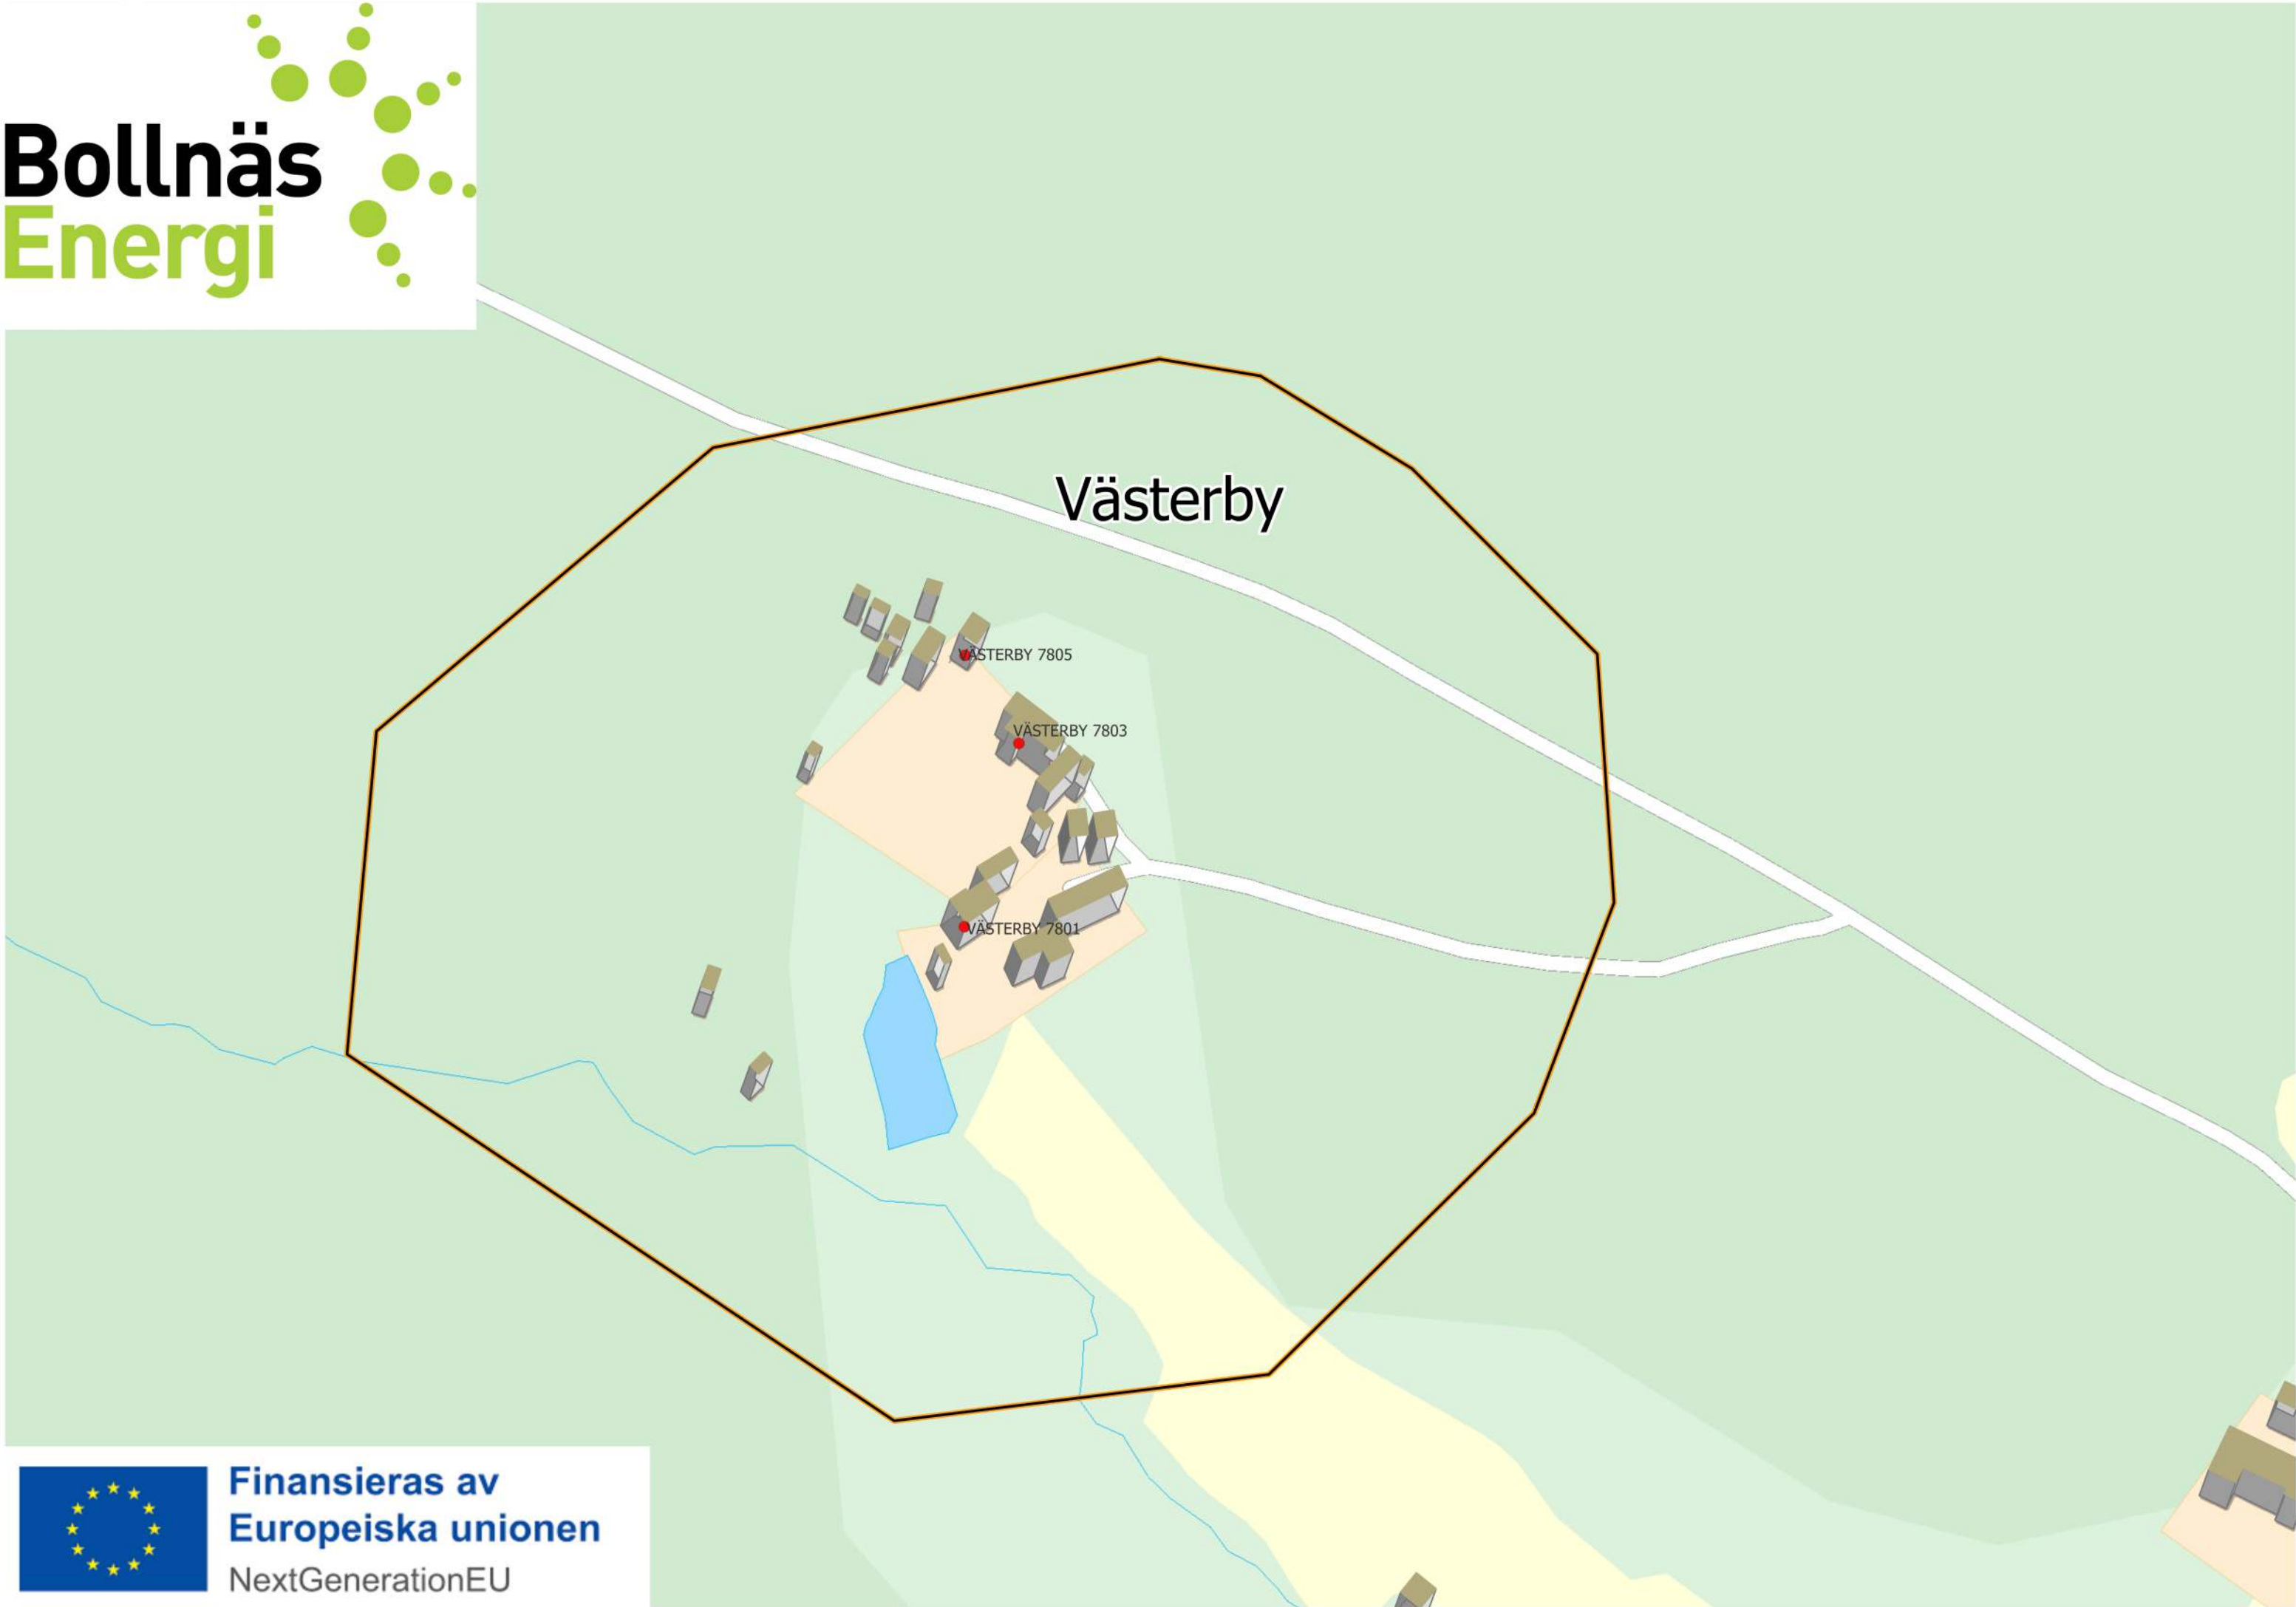 Bollnäs
Energi
Västerby
VÄSTERBY 7805
VÄSTERBY 7803
VÄSTERBY 7801
Finansieras av
Europeiska unionen
NextGenerationEU